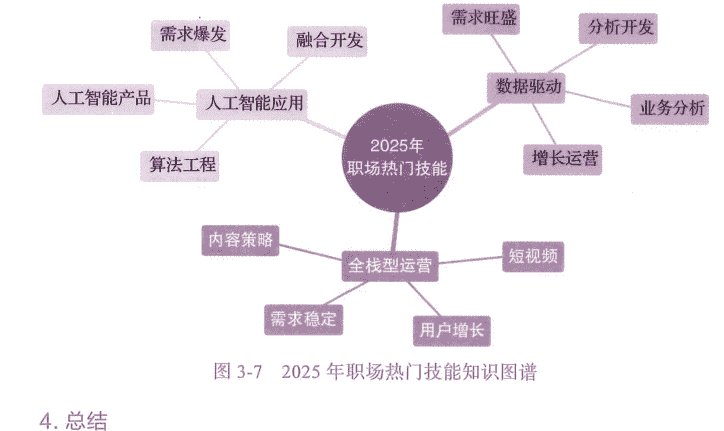 需求爆发
融合开发
人工智能产品
人工智能应用
算法工程
需求旺盛
分析开发
数据驱动
业务分析
增长运营
2025年
职场热门技能
内容策略
全栈型运营
短视频
需求稳定
用户增长
图 3-7 2025 年职场热门技能知识图谱
4. 总结